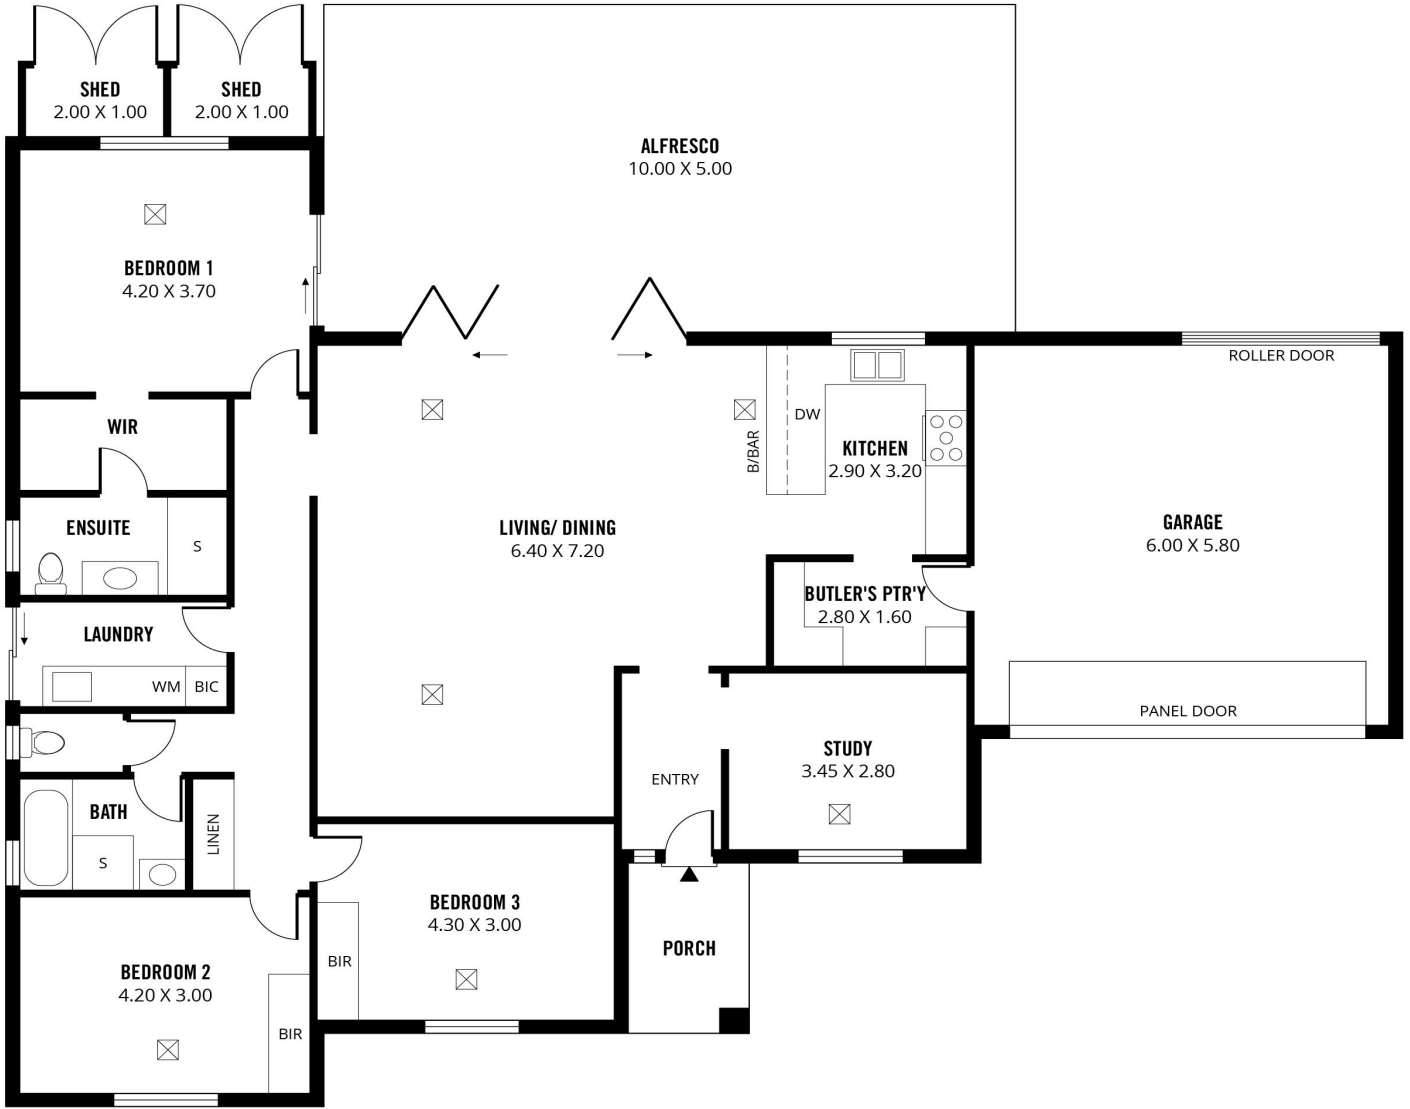 SHED
2.00 X 1.00
SHED
2.00 X 1.00
ALFRESCO
10.00 X 5.00
BEDROOM 1
4.20 X 3.70
ROLLER DOOR
WIR
DW
B/BAR
KITCHEN
2.90 X 3.20
ENSUITE
S
LIVING/ DINING
6.40 X 7.20
GARAGE
6.00 X 5.80
BUTLER'S PTR'Y
2.80 X 1.60
LAUNDRY
WM
BIC
PANEL DOOR
STUDY
3.45 X 2.80
ENTRY
BATH
S
LINEN
BEDROOM 3
4.30 X 3.00
BIR
PORCH
BEDROOM 2
4.20 X 3.00
BIR